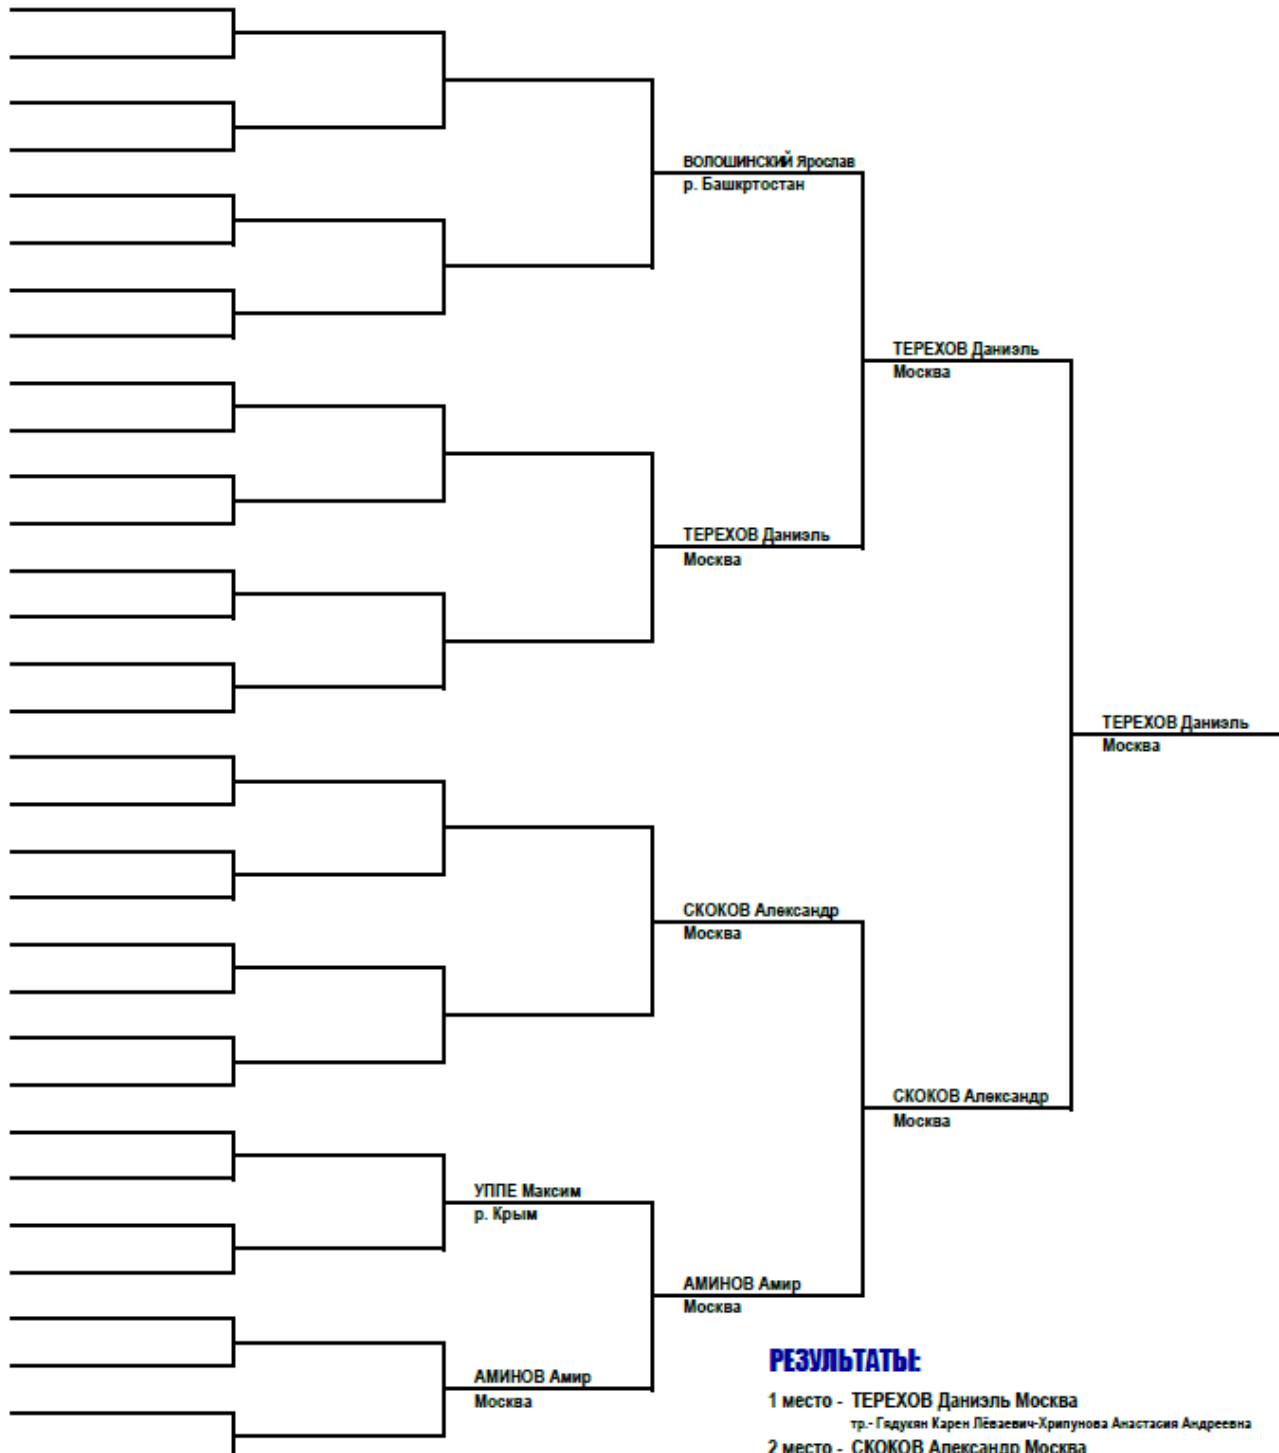 ВОЛОШИНСКИЙ Ярослав
р. Башкртостан
ТЕРЕХОВ Даниэль
Москва
ТЕРЕХОВ Даниэль
Москва
ТЕРЕХОВ Даниэль
Москва
СКОКОВ Александр
Москва
СКОКОВ Александр
Москва
УППЕ Максим
р. Крым
АМИНОВ Амир
Москва
АМИНОВ Амир
Москва
РЕЗУЛЬТАТЫ:
1 место - ТЕРЕХОВ Даниэль Москва
тр.- Гядукян Карен Лёваевич-Хрипунова Анастасия Андреевна
2 место - СКОКОВ Александр Москва